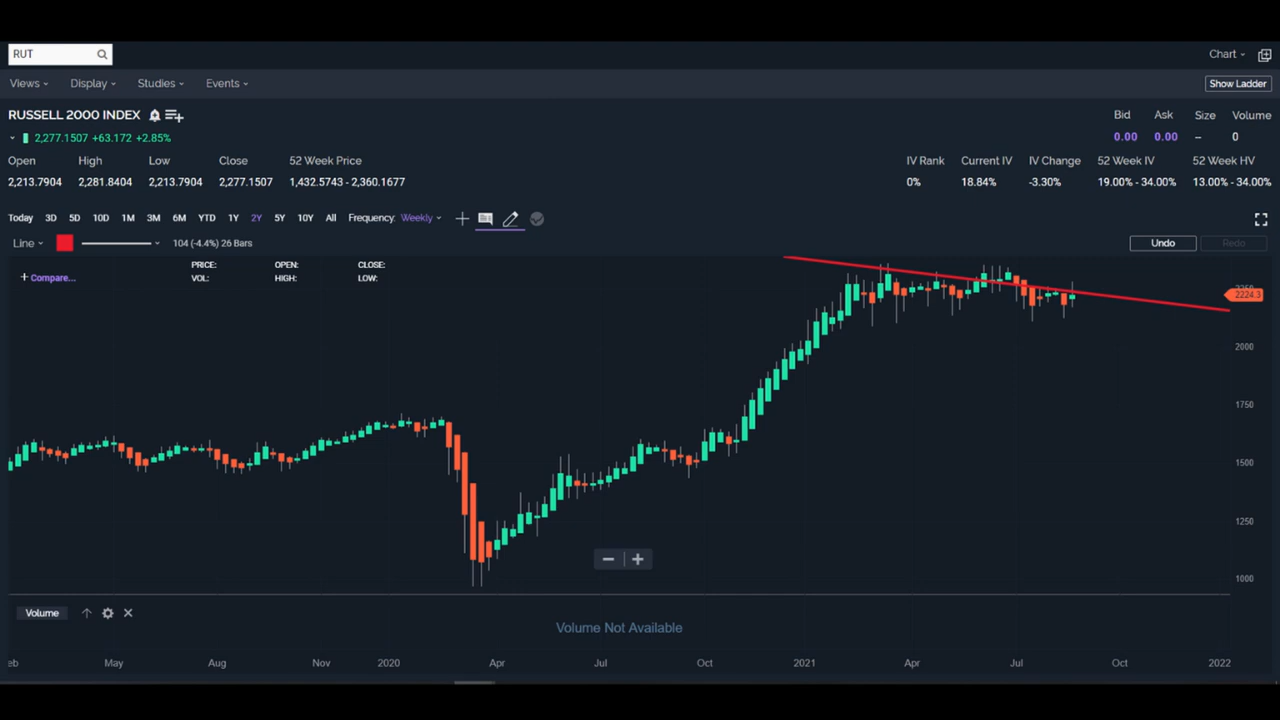 RUT
Chart
Views Display Studies Events
Show Ladder
RUSSELL 2000 INDEX
Bid Ask Size Volume
2,277.1507 +63.172 +2.85%
0.00 0.00 – 0
Open High Low Close 52 Week Price
IV Rank Current IV IV Change 52 Week IV 52 Week HV
2,213.7904 2,281.8404 2,213.7904 2,277.1507 1,432.5743 - 2,360.1677
0% 18.84% -3.30% 19.00% - 34.00% 13.00% - 34.00%
Today 3D 5D 10D 1M 3M 6M YTD 1Y 2Y 5Y 10Y All Frequency: Weekly
Line 104 (-4.4%) 26 Bars
Undo Redo
+ Compare...
PRICE: OPEN: CLOSE:
VOL: HIGH: LOW:
2224.3
2000
1750
1500
1250
1000
Volume
Volume Not Available
eb May Aug Nov 2020 Apr Jul Oct 2021 Apr Jul Oct 2022